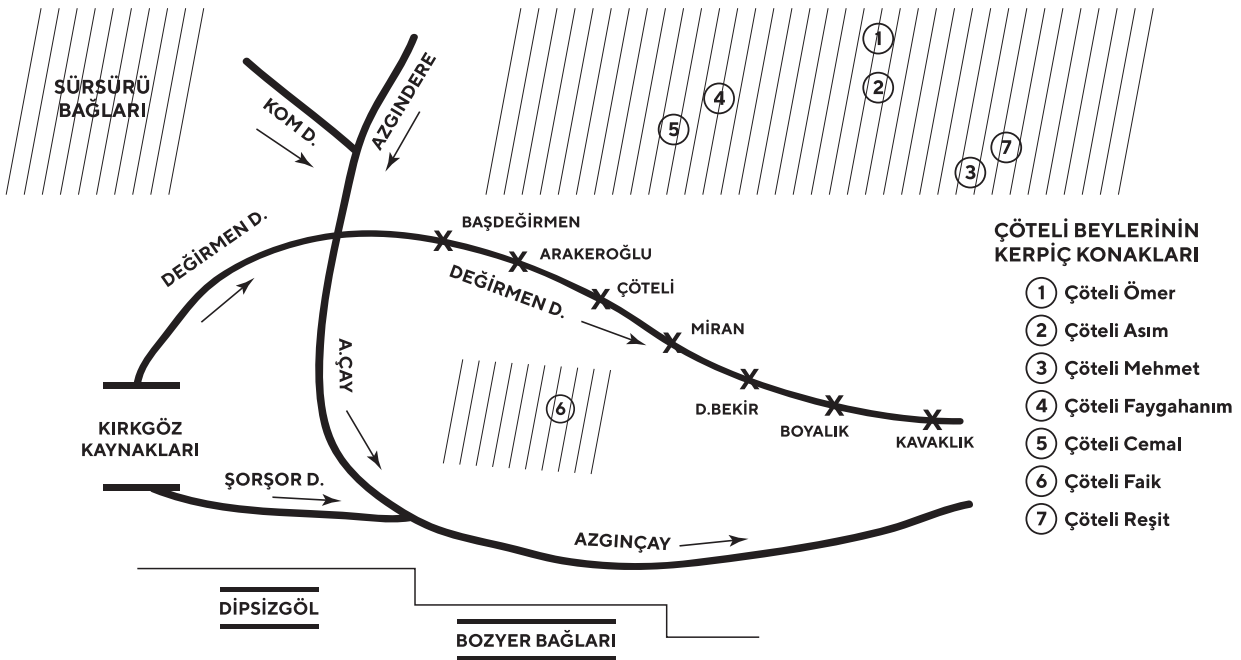 SÜRSÜRÜ
BAĞLARI
KOM D.
AZGINDERE
1
2
4
5
7
3
DEĞİRMEN D.
BAŞDEĞİRMEN
ARAKEROĞLU
DEĞİRMEN D.
ÇÖTELİ
MİRAN
A.ÇAY
6
D.BEKİR
BOYALIK
KAVAKLIK
KIRKGÖZ
KAYNAKLARI
ŞORŞOR D.
AZGINÇAY
DİPSİZGÖL
BOZYER BAĞLARI
ÇÖTELİ BEYLERİNİN
KERPİÇ KONAKLARI
1 Çöteli Ömer
2 Çöteli Asım
3 Çöteli Mehmet
4 Çöteli Faygahanım
5 Çöteli Cemal
6 Çöteli Faik
7 Çöteli Reşit